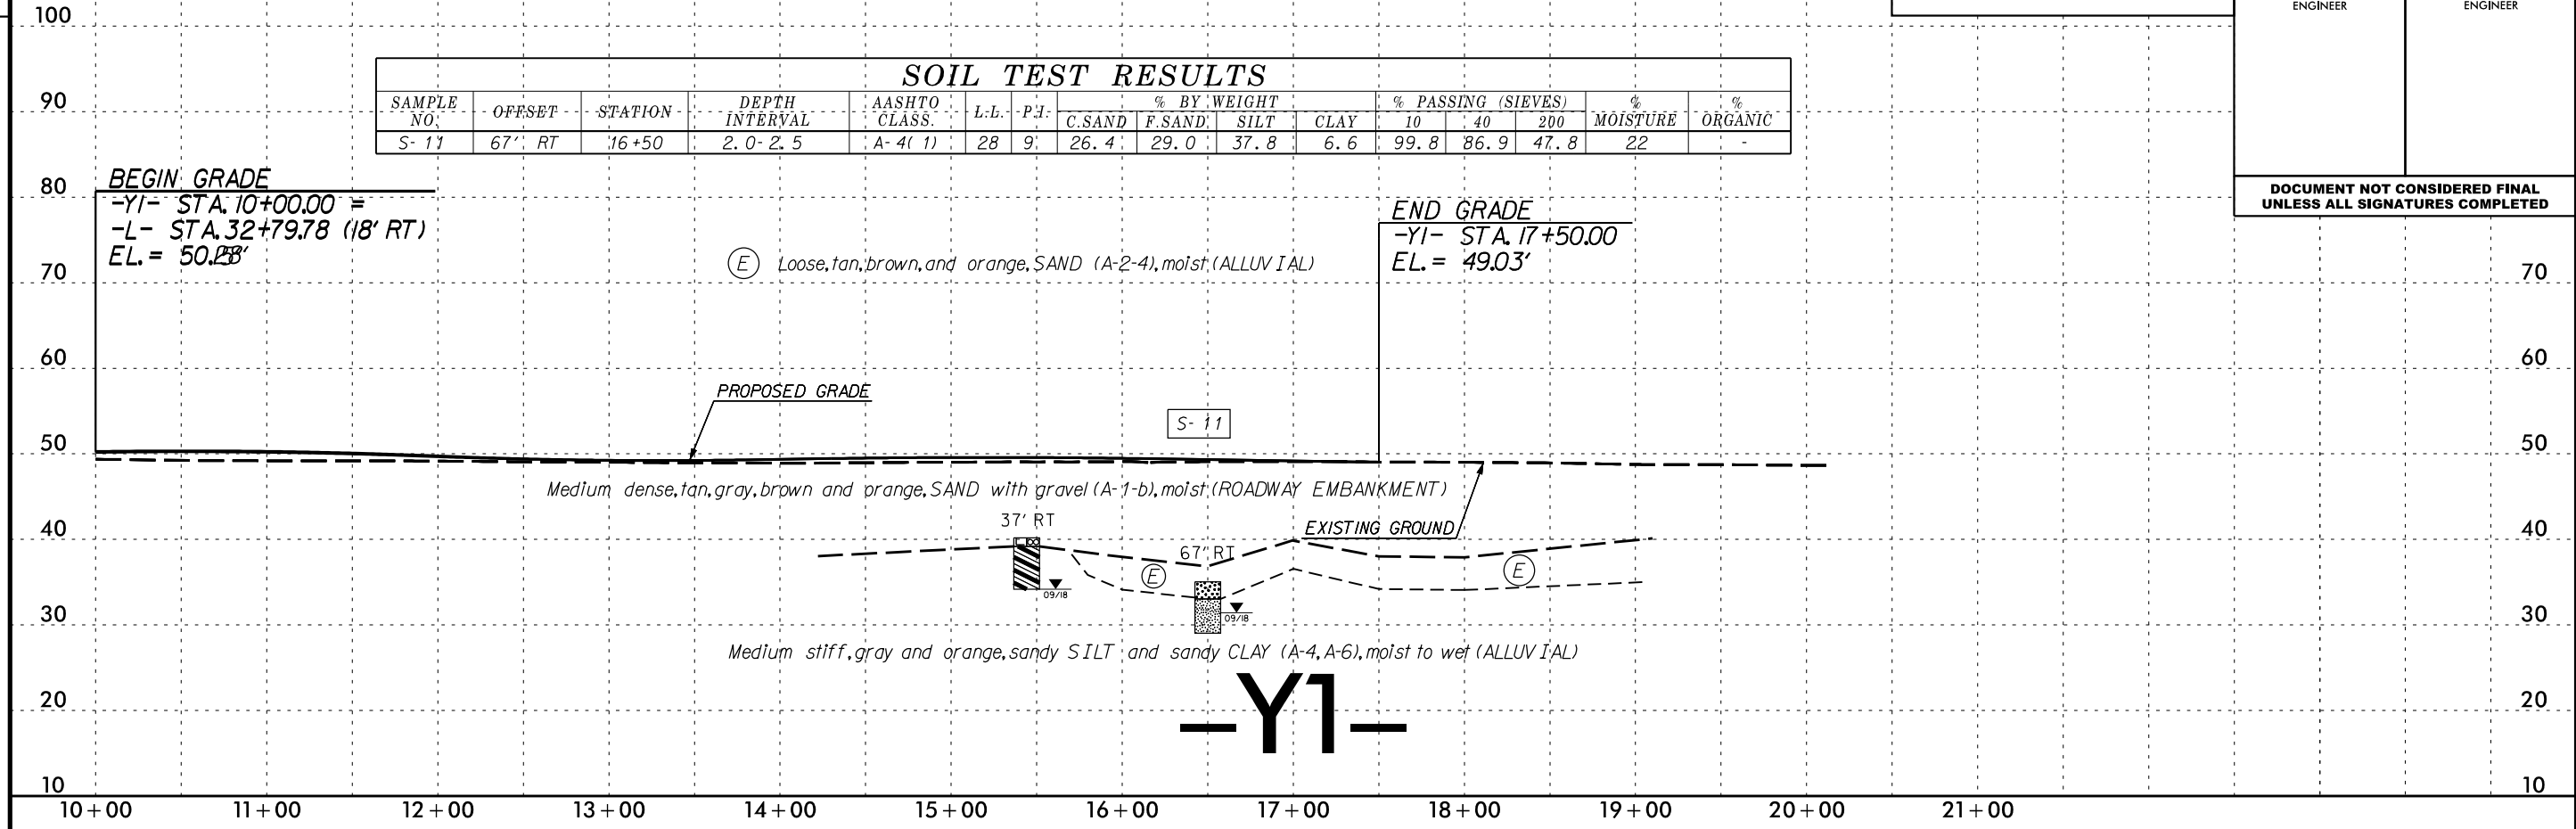 100
ENGINEER ENGINEER
SOIL TEST RESULTS
SAMPLE NO. OFFSET STATION DEPTH INTERVAL AASHTO CLASS. L.L. P.I. % BY WEIGHT % PASSING (SIEVES) % MOISTURE % ORGANIC
C.SAND F.SAND SILT CLAY 10 40 200
S-11 67' RT 16+50 2.0-2.5 A-4(1) 28 9 26.4 29.0 37.8 6.6 99.8 86.9 47.8 22 -
90
BEGIN GRADE
-Y1- STA. 10+00.00 =
-L- STA. 32+79.78 (18' RT)
EL. =
80
DOCUMENT NOT CONSIDERED FINAL
UNLESS ALL SIGNATURES COMPLETED
END GRADE
-Y1- STA. 17+50.00
EL. = 49.03'
E Loose, tan, brown, and orange, SAND (A-2-4), moist (ALLUVIAL)
70 70
60 60
PROPOSED GRADE
S-11
50 50
Medium dense, tan, gray, brown and orange, SAND with gravel (A-1-b), moist (ROADWAY EMBANKMENT)
37' RT
EXISTING GROUND
40 40
67' RT
E E
09/18
09/18
30 30
Medium stiff, gray and orange, sandy SILT and sandy CLAY (A-4, A-6), moist to wet (ALLUVIAL)
20 20
-Y1-
10 10
10+00 11+00 12+00 13+00 14+00 15+00 16+00 17+00 18+00 19+00 20+00 21+00